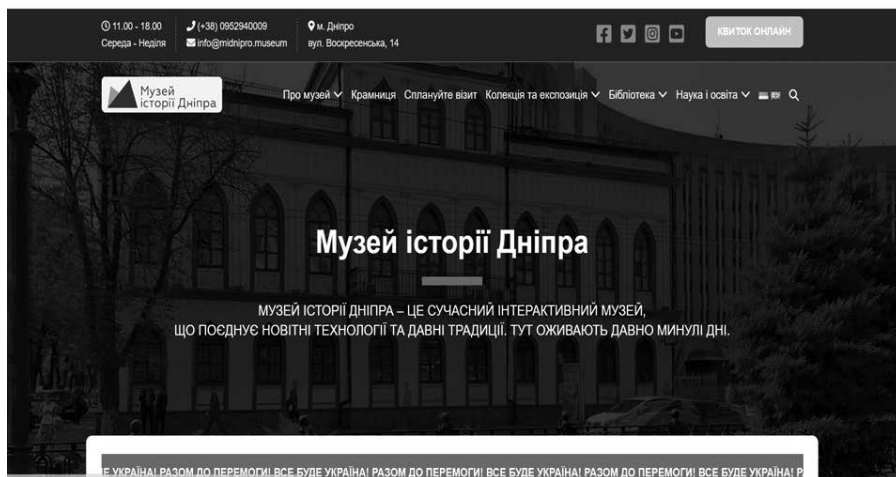 11.00 - 18.00
Середа - Неділя
(+38) 0952940009
info@midnipro.museum
м. Дніпро
вул. Воскресенська, 14
КВИТОК ОНЛАЙН
Музей
історії Дніпра
Про музей Крамниця Сплануйте візит Колекція та експозиція Бібліотека Наука і освіта
Музей історії Дніпра
МУЗЕЙ ІСТОРІЇ ДНІПРА – ЦЕ СУЧАСНИЙ ІНТЕРАКТИВНИЙ МУЗЕЙ,
ЩО ПОЄДНУЄ НОВІТНІ ТЕХНОЛОГІЇ ТА ДАВНІ ТРАДИЦІЇ. ТУТ ОЖИВАЮТЬ ДАВНО МИНУЛІ ДНІ.
Е УКРАЇНА! РАЗОМ ДО ПЕРЕМОГИ! ВСЕ БУДЕ УКРАЇНА! РАЗОМ ДО ПЕРЕМОГИ! ВСЕ БУДЕ УКРАЇНА! РАЗОМ ДО ПЕРЕМОГИ! ВСЕ БУДЕ УКРАЇНА! Р